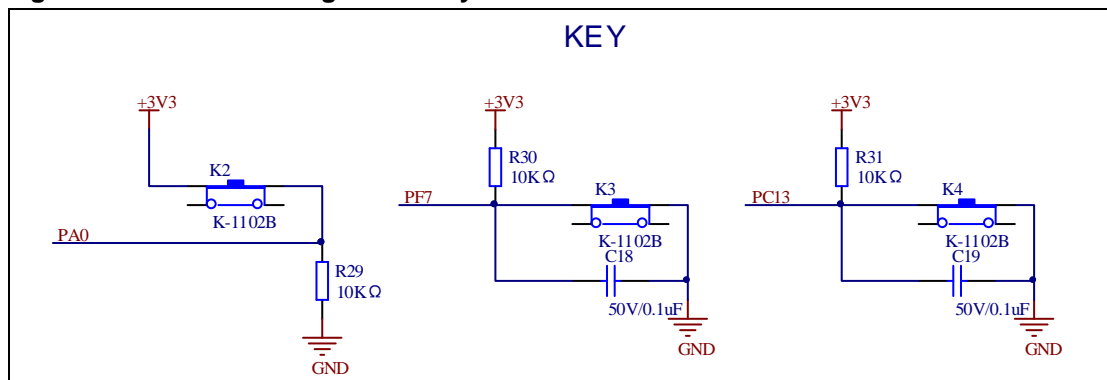 KEY
+3V3
K2
K-1102B
PA0
R29
10KΩ
GND
+3V3
R30
10KΩ
PF7
K3
K-1102B
C18
50V/0.1uF
GND
+3V3
R31
10KΩ
PC13
K4
K-1102B
C19
50V/0.1uF
GND